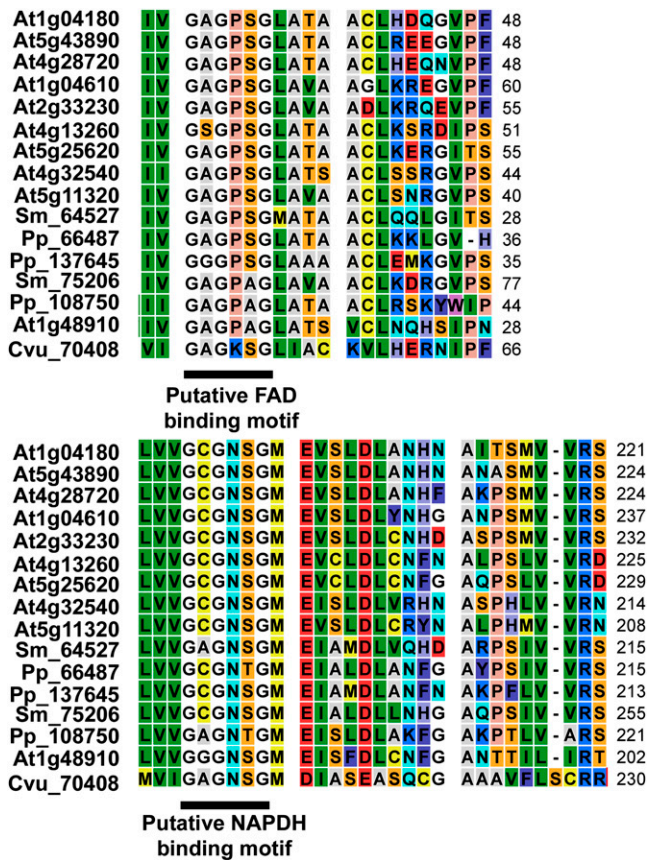 At1g04180 IV GAGPSGLATA ACLHDQGVPF 48
At5g43890 IV GAGPSGLATA ACLREEGVPF 48
At4g28720 IV GAGPSGLATA ACLHEQNVPF 48
At1g04610 IV GAGPSGLAVA AGLKREGVPF 60
At2g33230 IV GAGPSGLAVA ADLKRQEVPF 55
At4g13260 IV GSGPSGLATA ACLKSRDIPS 51
At5g25620 IV GAGPSGLATA ACLKERGITS 55
At4g32540 II GAGPSGLATS ACLSSRGVPS 44
At5g11320 IV GAGPSGLAVA ACLSNRGVPS 40
Sm_64527 IV GAGPSGMATA ACLQQLGITS 28
Pp_66487 IV GAGPSGLATA ACLKKLGV-H 36
Pp_137645 IV GGGPSGLAAA ACLEMKGVPS 35
Sm_75206 IV GAGPAGLAVA ACLKDRGVPS 77
Pp_108750 II GAGPAGLATA ACLRSKYWIP 44
At1g48910 IV GAGPAGLATS VCLNQHSIPN 28
Cvu_70408 VI GAGKSGLIAC KVLHERNIPF 66
Putative FAD
binding motif
At1g04180 LVVGCGNSGM EVSLDLANHN AITSMV-VRS 221
At5g43890 LVVGCGNSGM EVSLDLANHN ANASMV-VRS 224
At4g28720 LVVGCGNSGM EVSLDLANHF AKPSMV-VRS 224
At1g04610 LVVGCGNSGM EVSLDLYNHG ANPSMV-VRS 237
At2g33230 LVVGCGNSGM EVSLDLCNHD ASPSMV-VRS 232
At4g13260 LVVGCGNSGM EVCLDLCNFN ALPSLV-VRD 225
At5g25620 LVVGCGNSGM EVCLDLCNFG AQPSLV-VRD 229
At4g32540 LVVGCGNSGM EISLDLVRHN ASPHLV-VRN 214
At5g11320 LVVGCGNSGM EVSLDLCRYN ALPHMV-VRN 208
Sm_64527 LVVGAGNSGM EIAMDLVQHD ARPSIV-VRS 215
Pp_66487 LVVGCGNTGM EIALDLANFG AYPSIV-VRS 215
Pp_137645 LVVGCGNSGM EIAMDLANFN AKPFLV-VRS 213
Sm_75206 LVVGCGNSGM EIALDLLNHG AQPSIV-VRS 255
Pp_108750 LVVGAGNTGM EISLDLAKFG AKPTLV-ARS 221
At1g48910 LVVGGGNSGM EISFDLCNFG ANTTIL-IRT 202
Cvu_70408 MVIGAGNSGM DIASEASQCG AAAVFLSCRR 230
Putative NAPDH
binding motif